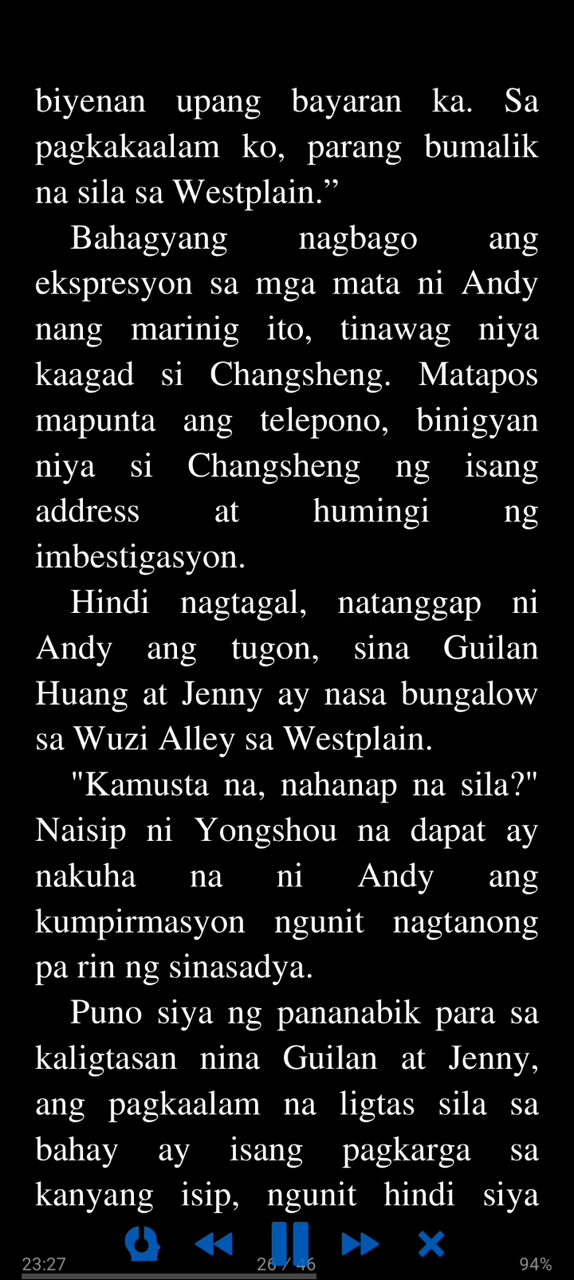 biyenan upang bayaran ka. Sa
pagkakaalam ko, parang bumalik
na sila sa Westplain.”
Bahagyang nagbago ang
ekspresyon sa mga mata ni Andy
nang marinig ito, tinawag niya
kaagad si Changsheng. Matapos
mapunta ang telepono, binigyan
niya si Changsheng ng isang
address at humingi ng
imbestigasyon.
Hindi nagtagal, natanggap ni
Andy ang tugon, sina Guilan
Huang at Jenny ay nasa bungalow
sa Wuzi Alley sa Westplain.
"Kamusta na, nahanap na sila?"
Naisip ni Yongshou na dapat ay
nakuha na ni Andy ang
kumpirmasyon ngunit nagtanong
pa rin ng sinasadya.
Puno siya ng pananabik para sa
kaligtasan nina Guilan at Jenny,
ang pagkaalam na ligtas sila sa
bahay ay isang pagkarga sa
kanyang isip, ngunit hindi siya
23:27 26 / 46 94%